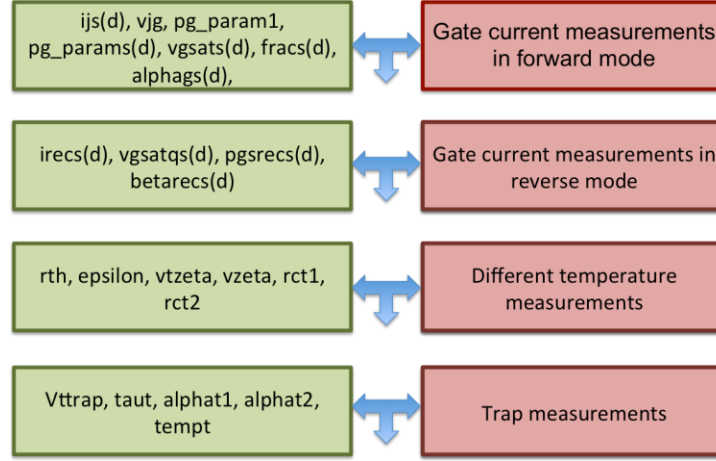 ijs(d), vjg, pg_param1,
pg_params(d), vgsats(d), fracs(d),
alphags(d),
Gate current measurements
in forward mode
irecs(d), vgsatqs(d), pgsrecs(d),
betarecs(d)
Gate current measurements in
reverse mode
rth, epsilon, vtzeta, vzeta, rct1,
rct2
Different temperature
measurements
Vttrap, taut, alphat1, alphat2,
tempt
Trap measurements